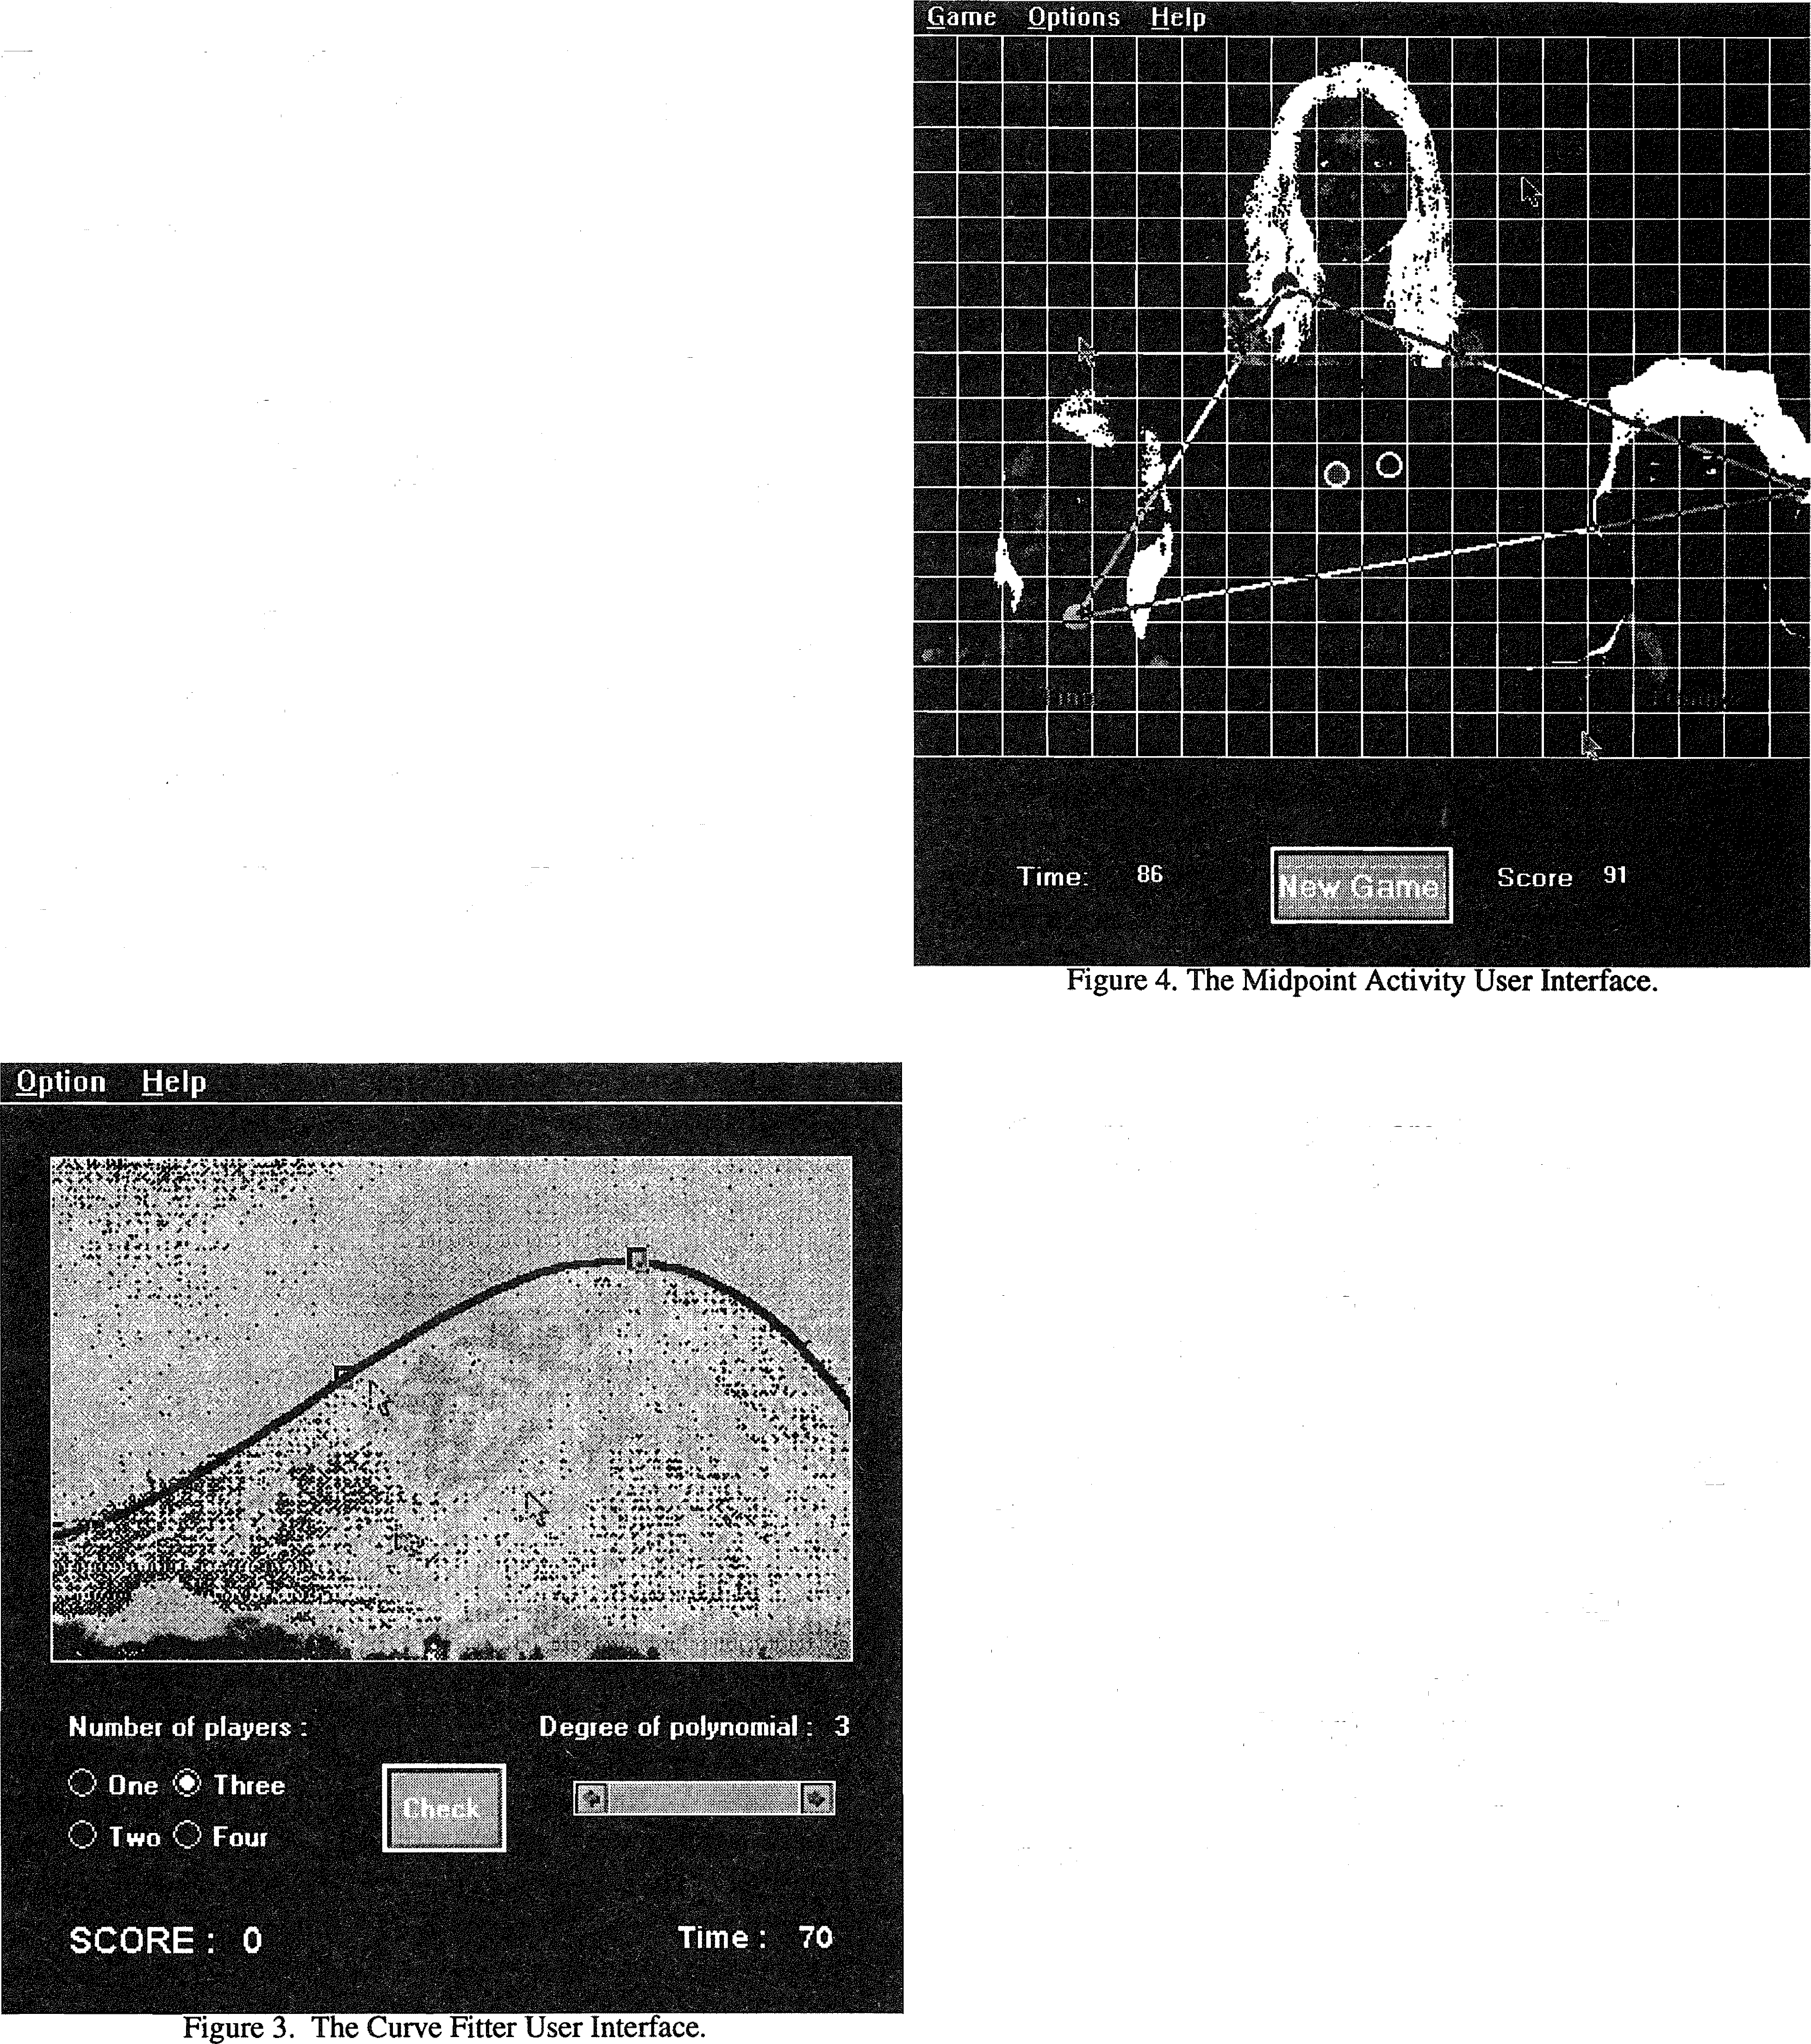 Game Options Help
Time: 86 New Game Score 91
Figure 4. The Midpoint Activity User Interface.
Option Help
Number of players : Degree of polynomial : 3
One Three
Check
Two Four
SCORE : 0 Time : 70
Figure 3. The Curve Fitter User Interface.